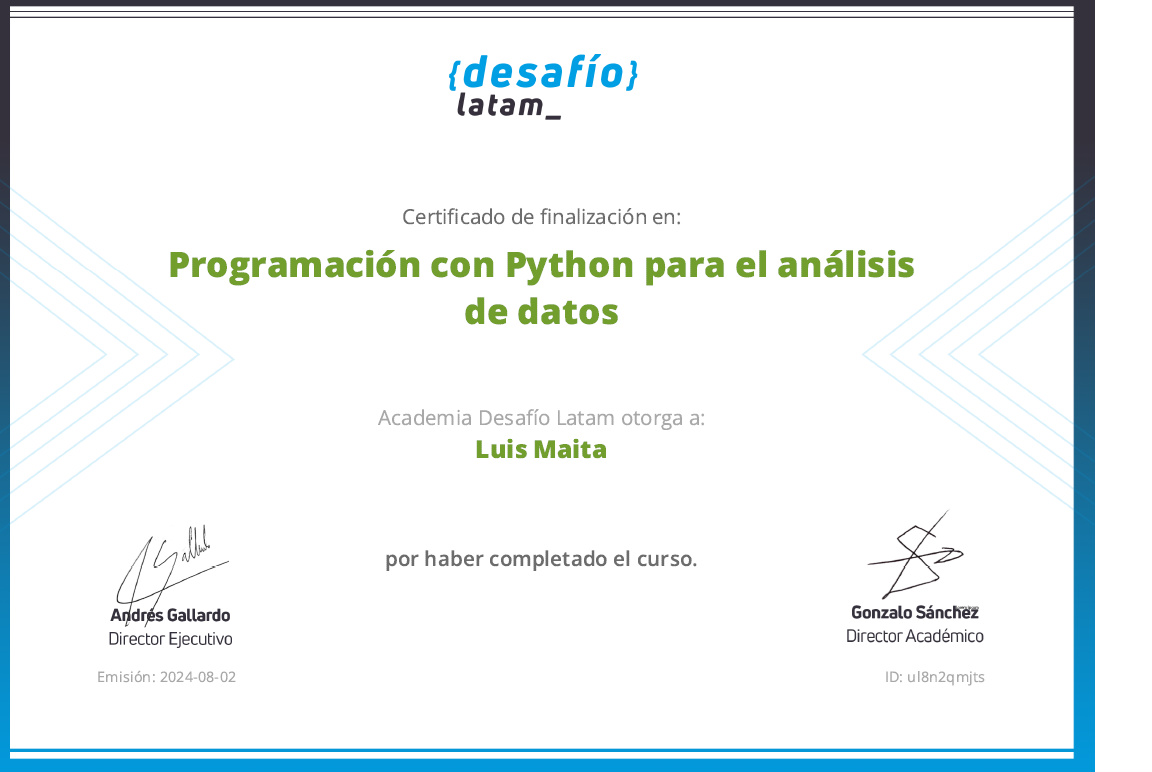 {desafío}
latam_
Certificado de finalización en:
Programación con Python para el análisis
de datos
Academia Desafío Latam otorga a:
Luis Maita
por haber completado el curso.
Andrés Gallardo
Director Ejecutivo
Gonzalo Sánchez
Director Académico
Emisión: 2024-08-02
ID: ul8n2qmjts